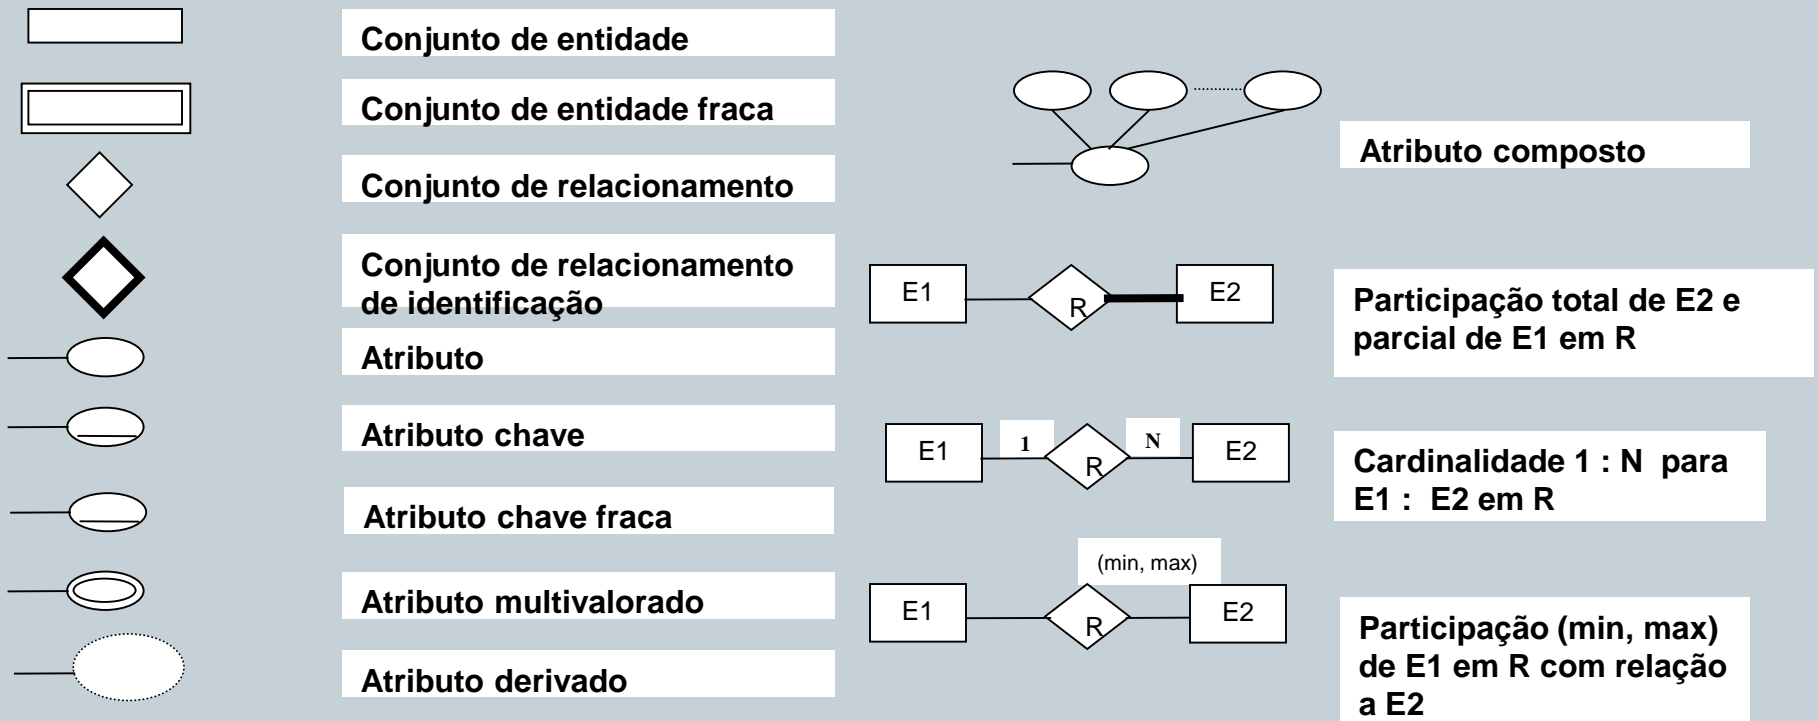 Conjunto de entidade
Conjunto de entidade fraca
Conjunto de relacionamento
Conjunto de relacionamento
de identificação
Atributo
Atributo chave
Atributo chave fraca
Atributo multivalorado
Atributo derivado
Atributo composto
E1
R
E2
Participação total de E2 e
parcial de E1 em R
E1
1
R
N
E2
Cardinalidade 1 : N para
E1 : E2 em R
(min, max)
E1
R
E2
Participação (min, max)
de E1 em R com relação
a E2